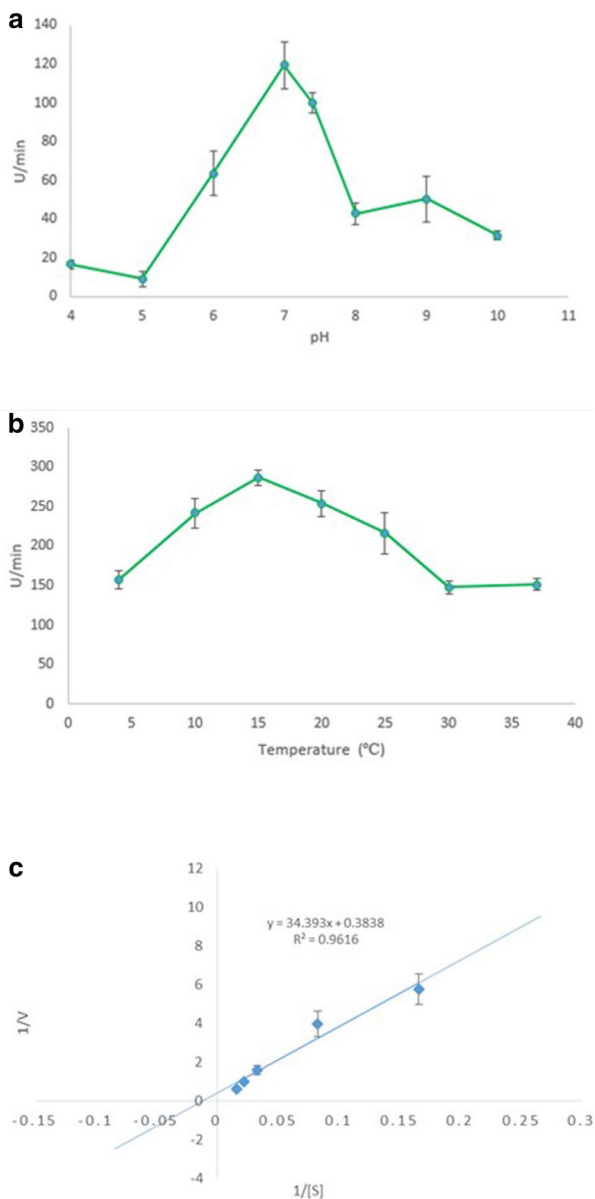 a
140
120
100
80
60
40
20
0
U/min
4 5 6 7 8 9 10 11
pH
b
350
300
250
200
150
100
50
0
U/min
0 5 10 15 20 25 30 35 40
Temperature (℃)
c
12
10
8
6
4
2
0
-2
-4
y = 34.393x + 0.3838
R² = 0.9616
1/V
-0.15 -0.1 -0.05 0 0.05 0.1 0.15 0.2 0.25 0.3
1/[S]